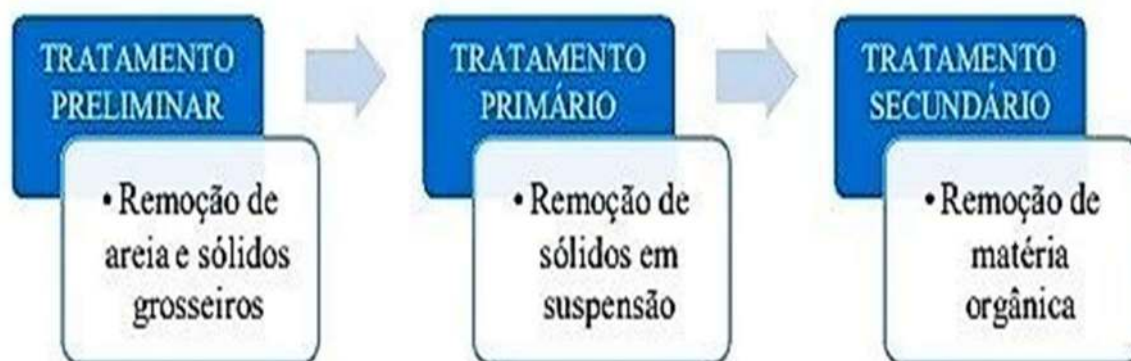 TRATAMENTO
PRELIMINAR
• Remoção de
areia e sólidos
grosseiros
TRATAMENTO
PRIMÁRIO
• Remoção de
sólidos em
suspensão
TRATAMENTO
SECUNDÁRIO
• Remoção de
matéria
orgânica